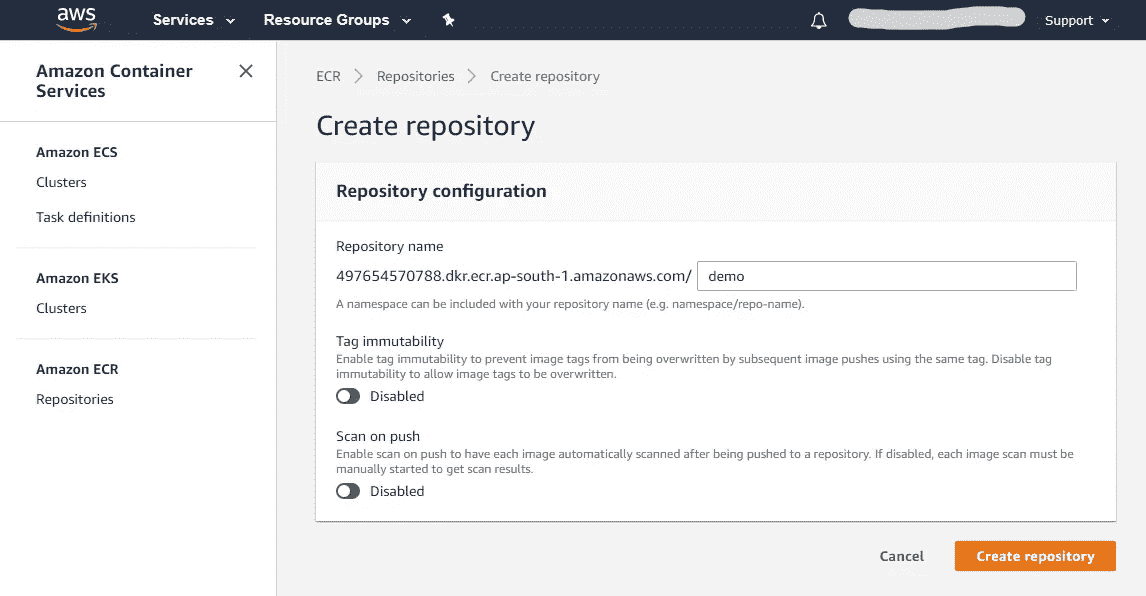 aws
Services
Resource Groups
Support
Amazon Container
Services
Amazon ECS
Clusters
Task definitions
Amazon EKS
Clusters
Amazon ECR
Repositories
ECR > Repositories > Create repository
Create repository
Repository configuration
Repository name
497654570788.dkr.ecr.ap-south-1.amazonaws.com/ demo
A namespace can be included with your repository name (e.g. namespace/repo-name).
Tag immutability
Enable tag immutability to prevent image tags from being overwritten by subsequent image pushes using the same tag. Disable tag
immutability to allow image tags to be overwritten.
Disabled
Scan on push
Enable scan on push to have each image automatically scanned after being pushed to a repository. If disabled, each image scan must be
manually started to get scan results.
Disabled
Cancel
Create repository